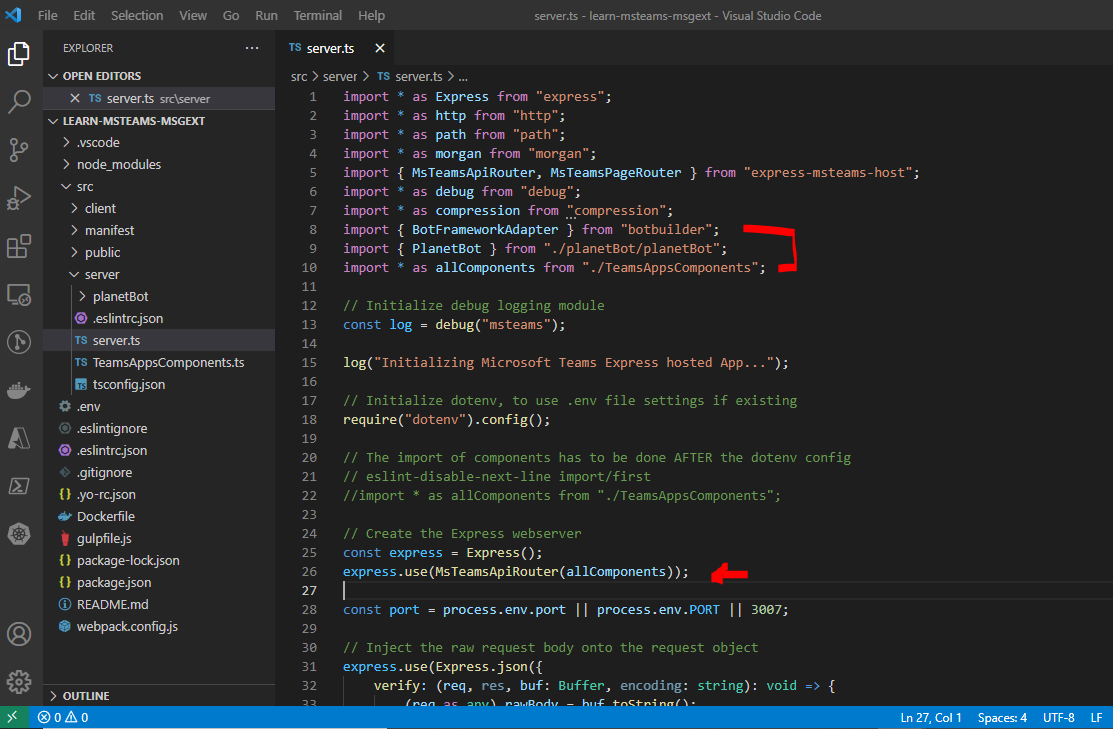 File Edit Selection View Go Run Terminal Help
server.ts - learn-msteams-msgext - Visual Studio Code
EXPLORER ...
OPEN EDITORS
TS server.ts src\server
LEARN-MSTEAMS-MSGEXT
.vscode
node_modules
src
client
manifest
public
server
planetBot
.eslintrc.json
TS server.ts
TS TeamsAppsComponents.ts
TS tsconfig.json
.env
.eslintignore
.eslintrc.json
.gitignore
{} .yo-rc.json
Dockerfile
gulpfile.js
{} package-lock.json
{} package.json
README.md
webpack.config.js
OUTLINE
TS server.ts
src > server > TS server.ts > ...
1 import * as Express from "express";
2 import * as http from "http";
3 import * as path from "path";
4 import * as morgan from "morgan";
5 import { MsTeamsApiRouter, MsTeamsPageRouter } from "express-msteams-host";
6 import * as debug from "debug";
7 import * as compression from "compression";
8 import { BotFrameworkAdapter } from "botbuilder";
9 import { PlanetBot } from "./planetBot/planetBot";
10 import * as allComponents from "./TeamsAppsComponents";
11
12 // Initialize debug logging module
13 const log = debug("msteams");
14
15 log("Initializing Microsoft Teams Express hosted App...");
16
17 // Initialize dotenv, to use .env file settings if existing
18 require("dotenv").config();
19
20 // The import of components has to be done AFTER the dotenv config
21 // eslint-disable-next-line import/first
22 //import * as allComponents from "./TeamsAppsComponents";
23
24 // Create the Express webserver
25 const express = Express();
26 express.use(MsTeamsApiRouter(allComponents));
27
28 const port = process.env.port || process.env.PORT || 3007;
29
30 // Inject the raw request body onto the request object
31 express.use(Express.json({
32 verify: (req, res, buf: Buffer, encoding: string): void => {
33 (req as any).rawBody = buf.toString();
0 0
Ln 27, Col 1 Spaces: 4 UTF-8 LF